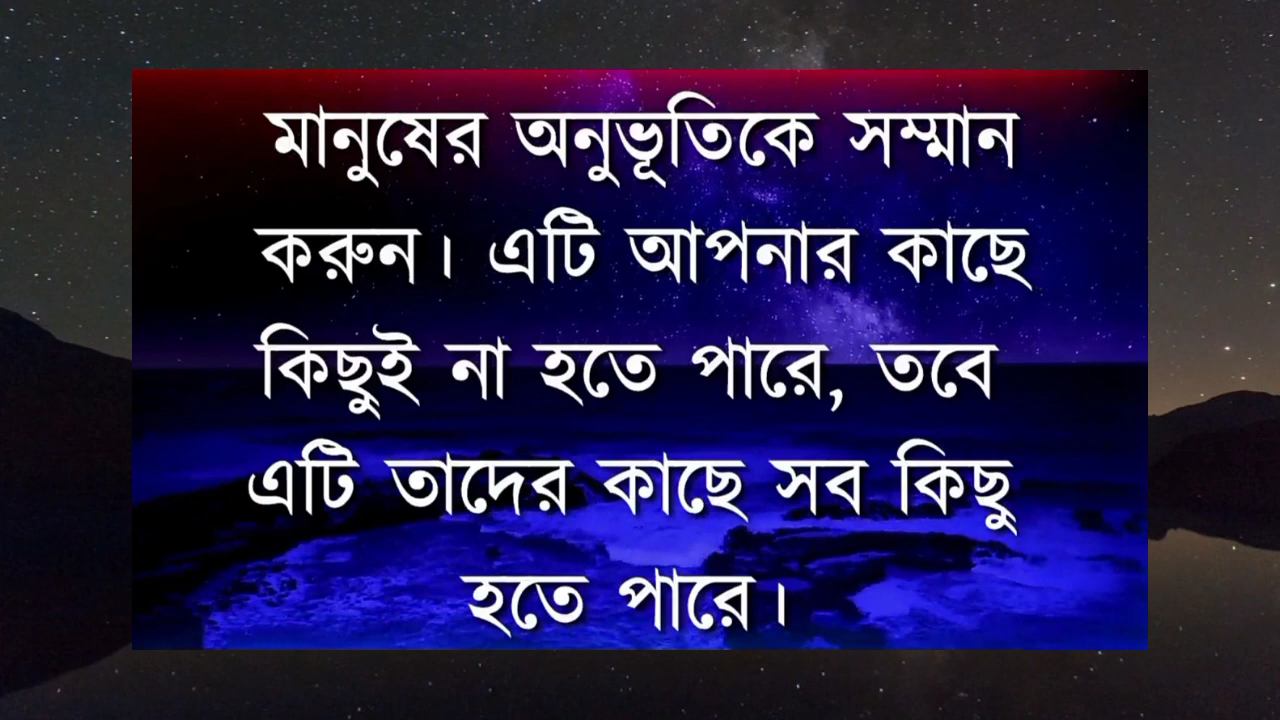 মানুষের অনুভূতিকে সম্মান
করুন। এটি আপনার কাছে
কিছুই না হতে পারে, তবে
এটি তাদের কাছে সব কিছু
হতে পারে।